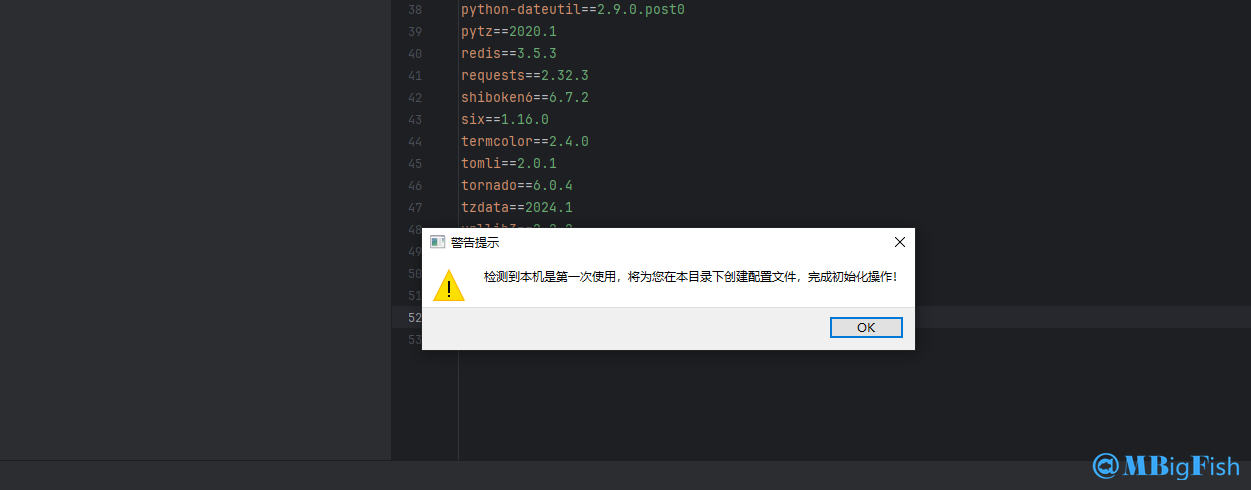 38 python-dateutil==2.9.0.post0
39 pytz==2020.1
40 redis==3.5.3
41 requests==2.32.3
42 shiboken6==6.7.2
43 six==1.16.0
44 termcolor==2.4.0
45 tomli==2.0.1
46 tornado==6.0.4
47 tzdata==2024.1
48
警告提示
49
检测到本机是第一次使用，将为您在本目录下创建配置文件，完成初始化操作!
50
51
52
OK
53
@MBigFish